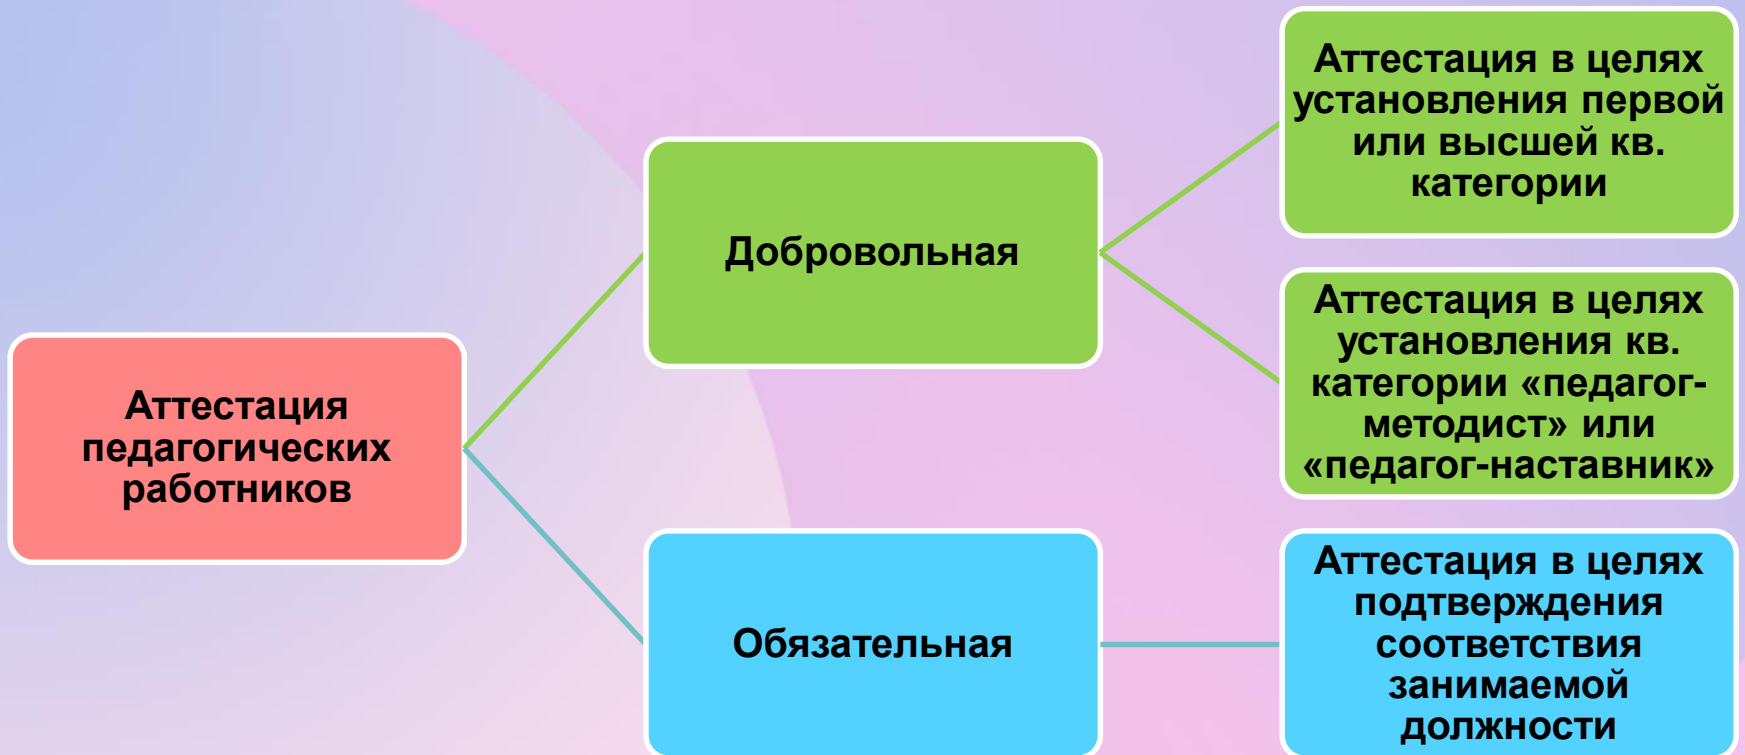 Аттестация
педагогических
работников
Добровольная
Аттестация в целях
установления первой
или высшей кв.
категории
Аттестация в целях
установления кв.
категории «педагог-
методист» или
«педагог-наставник»
Обязательная
Аттестация в целях
подтверждения
соответствия
занимаемой
должности